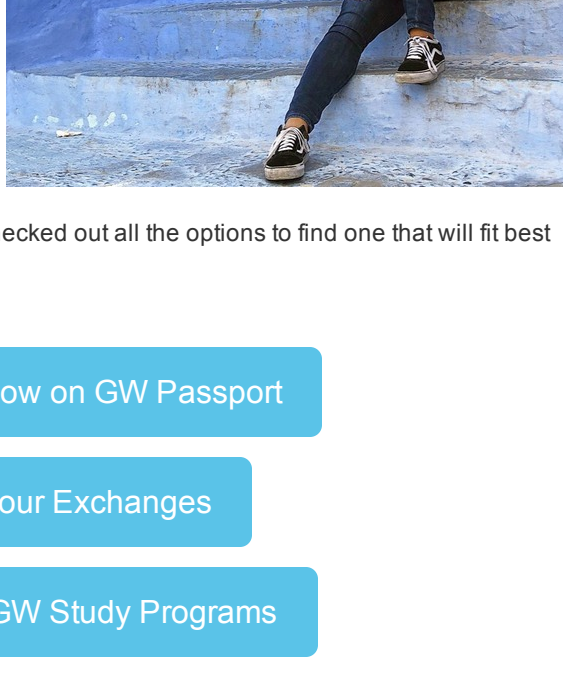 ecked out all the options to find one that will fit best
ow on GW Passport
our Exchanges
GW Study Programs